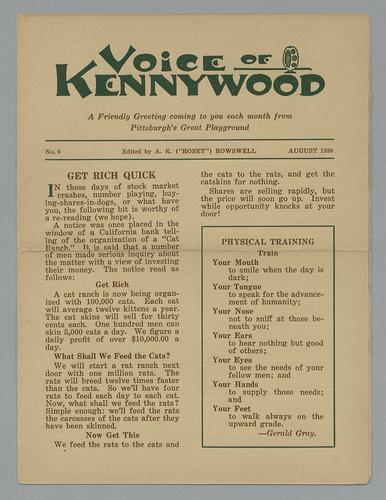 VOICE OF
KENNYWOOD
A Friendly Greeting coming to you each month from
Pittsburgh's Great Playground
No. 6 Edited by A. K. ("ROSEY") ROWSWELL AUGUST 1930
GET RICH QUICK
IN these days of stock market
crashes, number playing, buy-
ing-shares-in-dogs, or what have
you, the following bit is worthy of
a re-reading (we hope).
A notice was once placed in the
window of a California bank tell-
ing of the organization of a "Cat
Ranch." It is said that a number
of men made serious inquiry about
the matter with a view of investing
their money. The notice read as
follows:
Get Rich
A cat ranch is now being organ-
ized with 100,000 cats. Each cat
will average twelve kittens a year.
The cat skins will sell for thirty
cents each. One hundred men can
skin 5,000 cats a day. We figure a
daily profit of over $10,000.00 a
day.
What Shall We Feed the Cats?
We will start a rat ranch next
door with one million rats. The
rats will breed twelve times faster
than the cats. So we'll have four
rats to feed each day to each cat.
Now, what shall we feed the rats?
Simple enough: we'll feed the rats
the carcasses of the cats after they
have been skinned.
Now Get This
We feed the rats to the cats and
the cats to the rats, and get the
catskins for nothing.
Shares are selling rapidly, but
the price will soon go up. Invest
while opportunity knocks at your
door!
PHYSICAL TRAINING
Train
Your Mouth
to smile when the day is
dark;
Your Tongue
to speak for the advance-
ment of humanity;
Your Nose
not to sniff at those be-
neath you;
Your Ears
to hear nothing but good
of others;
Your Eyes
to see the needs of your
fellow men; and
Your Hands
to supply those needs;
and
Your Feet
to walk always on the
upward grade.
—Gerald Gray.